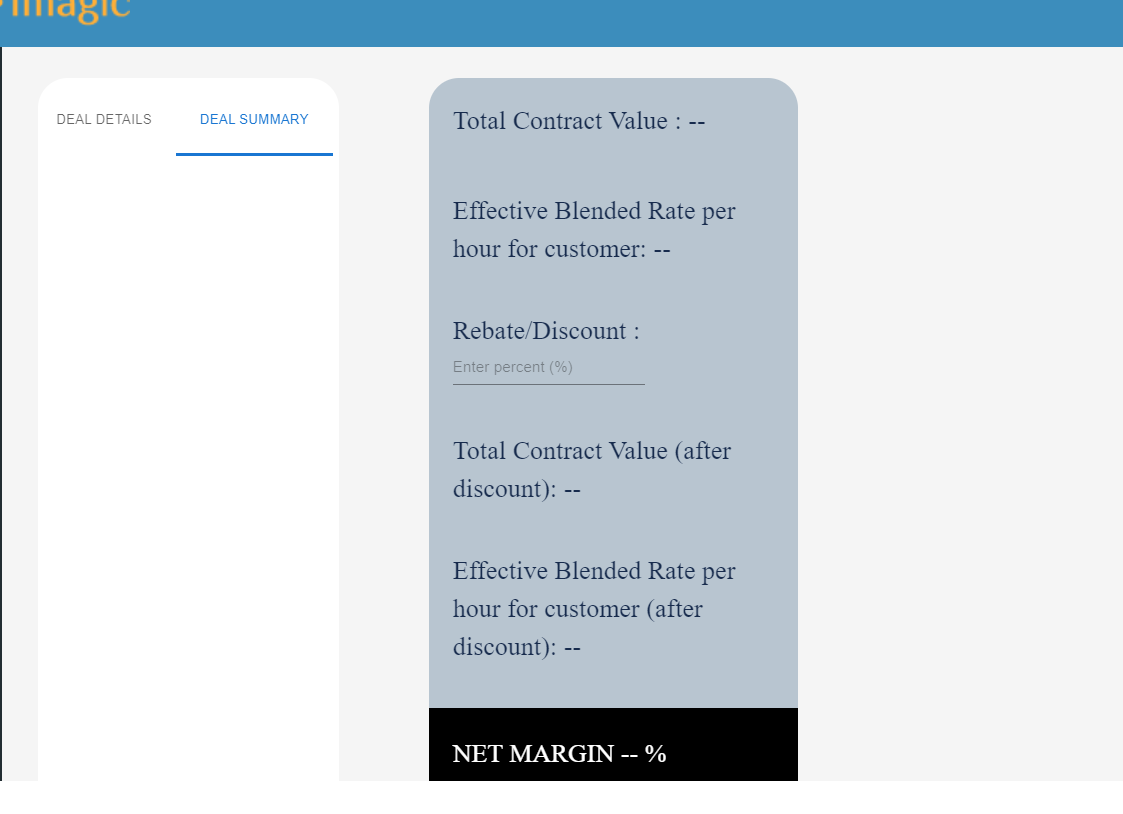 DEAL DETAILS
DEAL SUMMARY
Total Contract Value : --
Effective Blended Rate per
hour for customer: --
Rebate/Discount :
Enter percent (%)
Total Contract Value (after
discount): --
Effective Blended Rate per
hour for customer (after
discount): --
NET MARGIN -- %